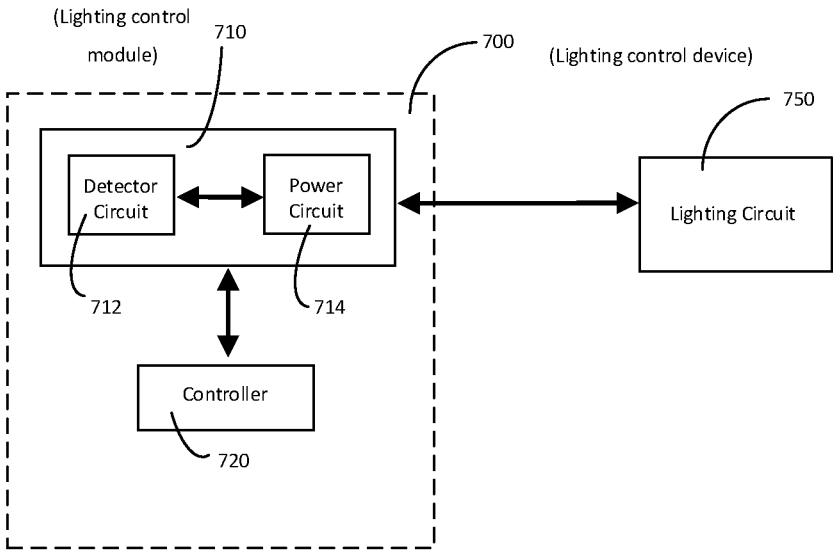 (Lighting control
module)
710
700
(Lighting control device)
750
Detector
Circuit
Power
Circuit
Lighting Circuit
712
714
Controller
720